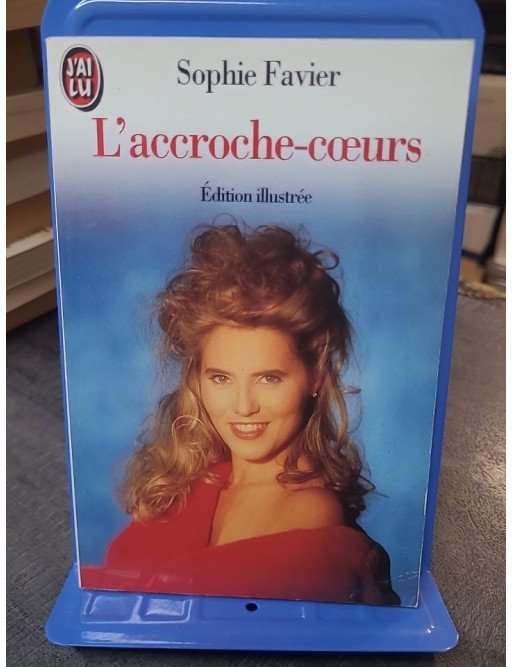 J'AI
LU
Sophie Favier
L'accroche-cœurs
Édition illustrée